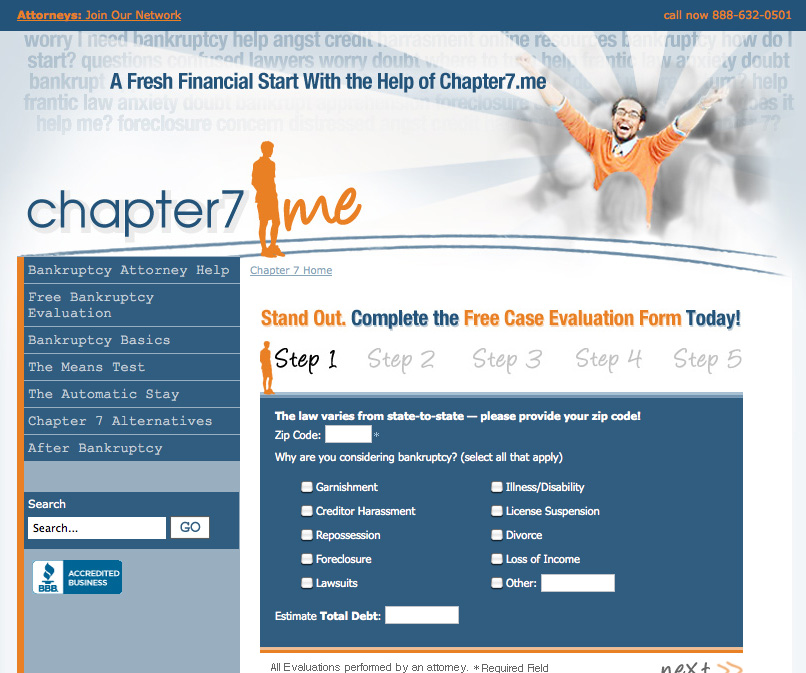 Attorneys: Join Our Network
call now 888-632-0501
worry I need bankruptcy help angst credit harrasment online resources bankruptcy how do I
start? questions confused lawyers worry doubt where to help frantic law anxiety doubt
bankrupt
A Fresh Financial Start With the Help of Chapter7.me
help
frantic law anxiety doubt bankrupt foreclosure it
help me? foreclosure concern distress angst
chapter7 me
Bankruptcy Attorney Help
Free Bankruptcy
Evaluation
Bankruptcy Basics
The Means Test
The Automatic Stay
Chapter 7 Alternatives
After Bankruptcy
Search
Search...
GO
BBB.
ACCREDITED
BUSINESS
Chapter 7 Home
Stand Out. Complete the Free Case Evaluation Form Today!
Step 1 Step 2 Step 3 Step 4 Step 5
The law varies from state-to-state — please provide your zip code!
Zip Code: *
Why are you considering bankruptcy? (select all that apply)
Garnishment
Creditor Harassment
Repossession
Foreclosure
Lawsuits
Illness/Disability
License Suspension
Divorce
Loss of Income
Other:
Estimate Total Debt:
All Evaluations performed by an attorney. *Required Field
next >>